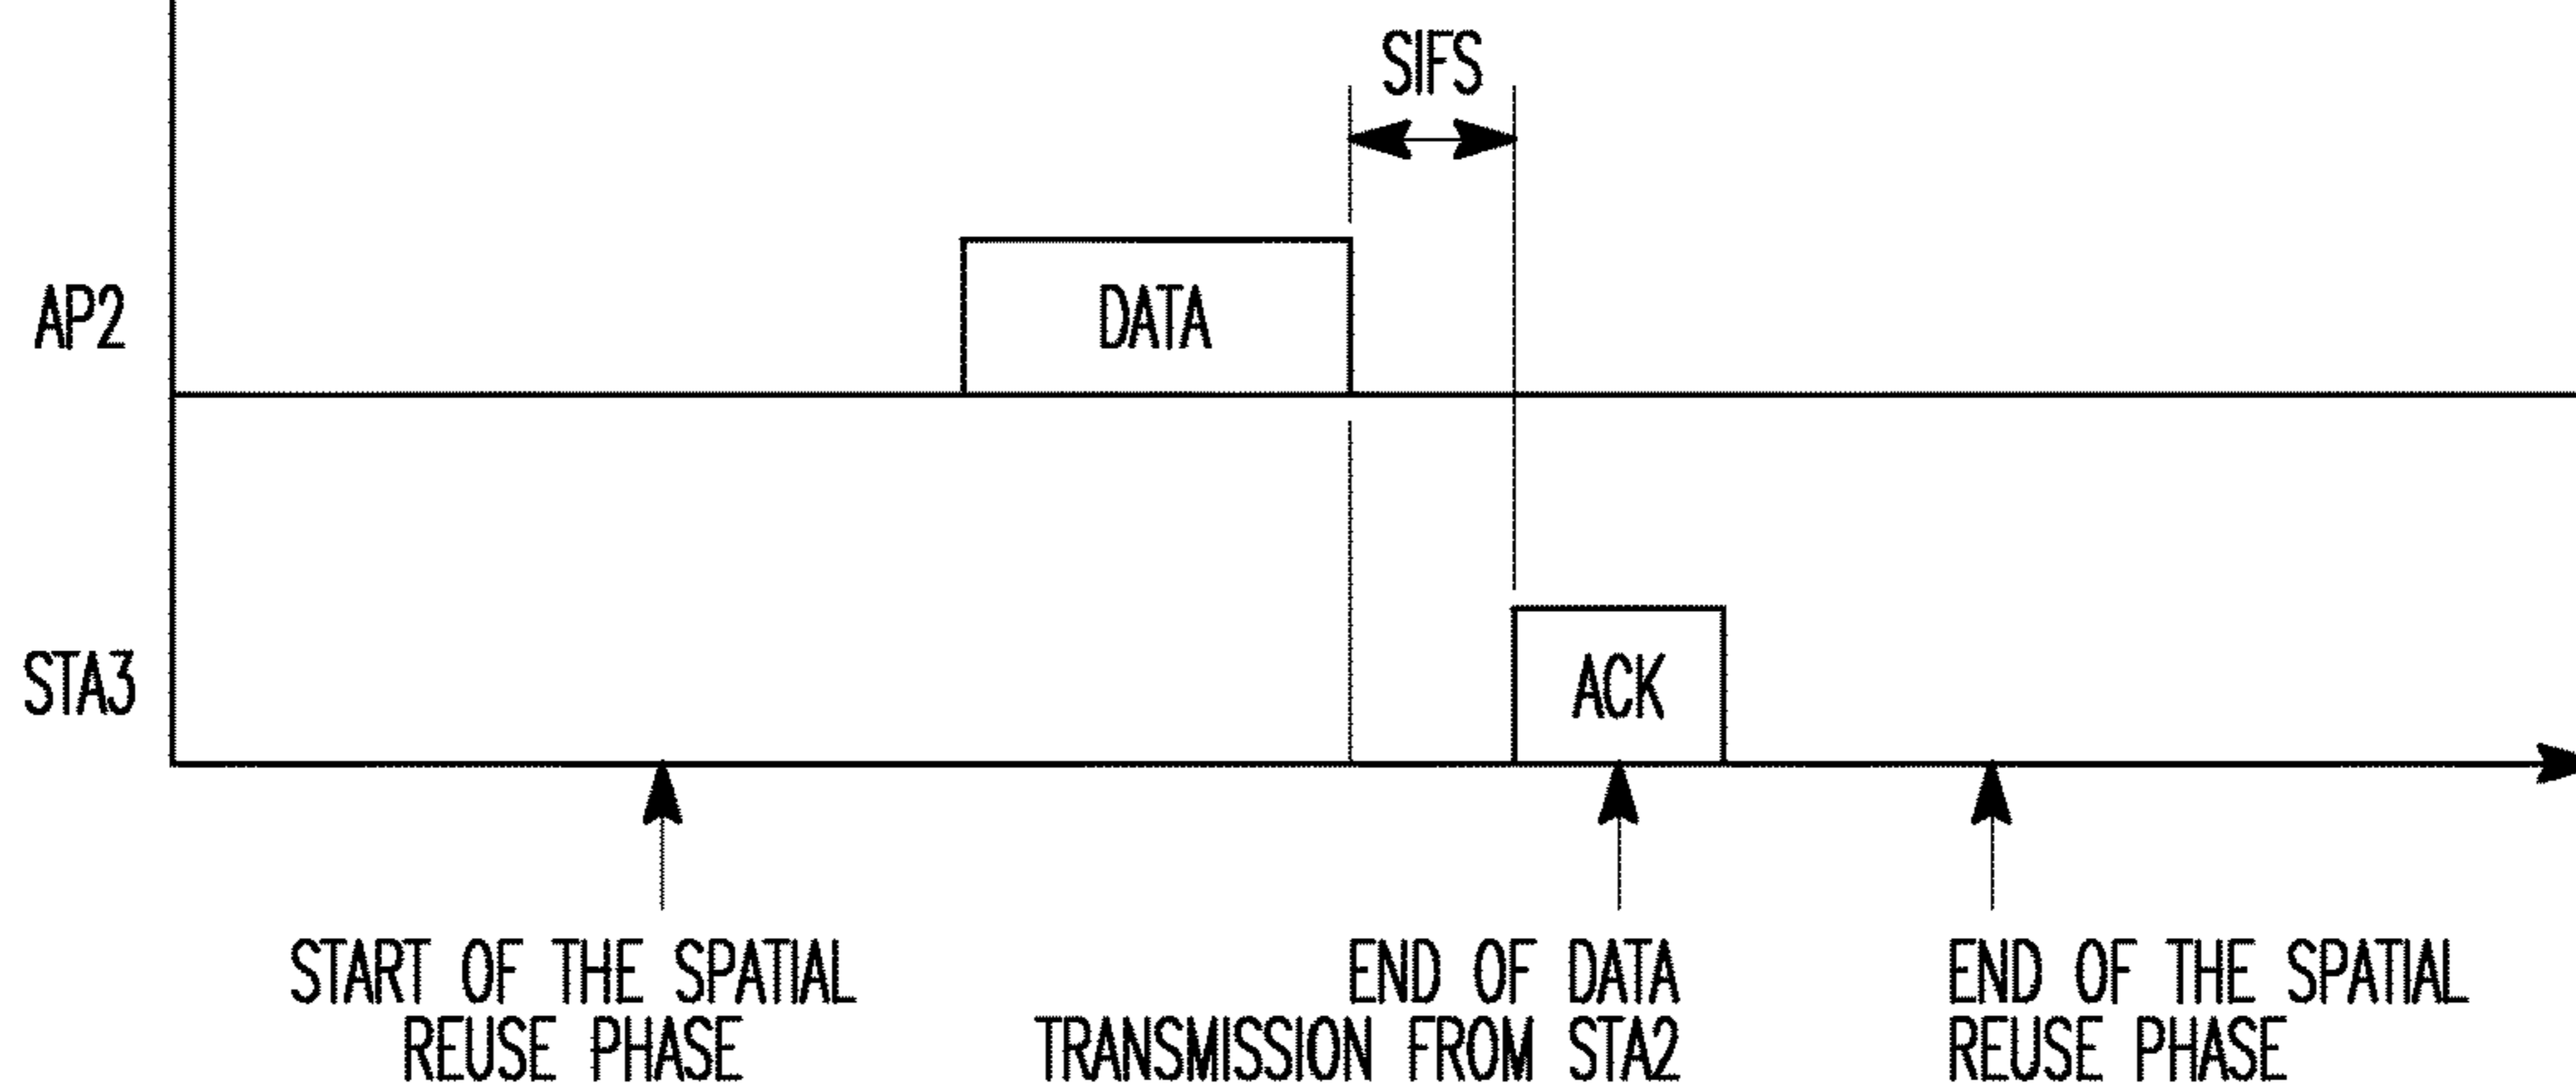 SIFS
AP2
DATA
STA3
ACK
START OF THE SPATIAL
REUSE PHASE
END OF DATA
TRANSMISSION FROM STA2
END OF THE SPATIAL
REUSE PHASE